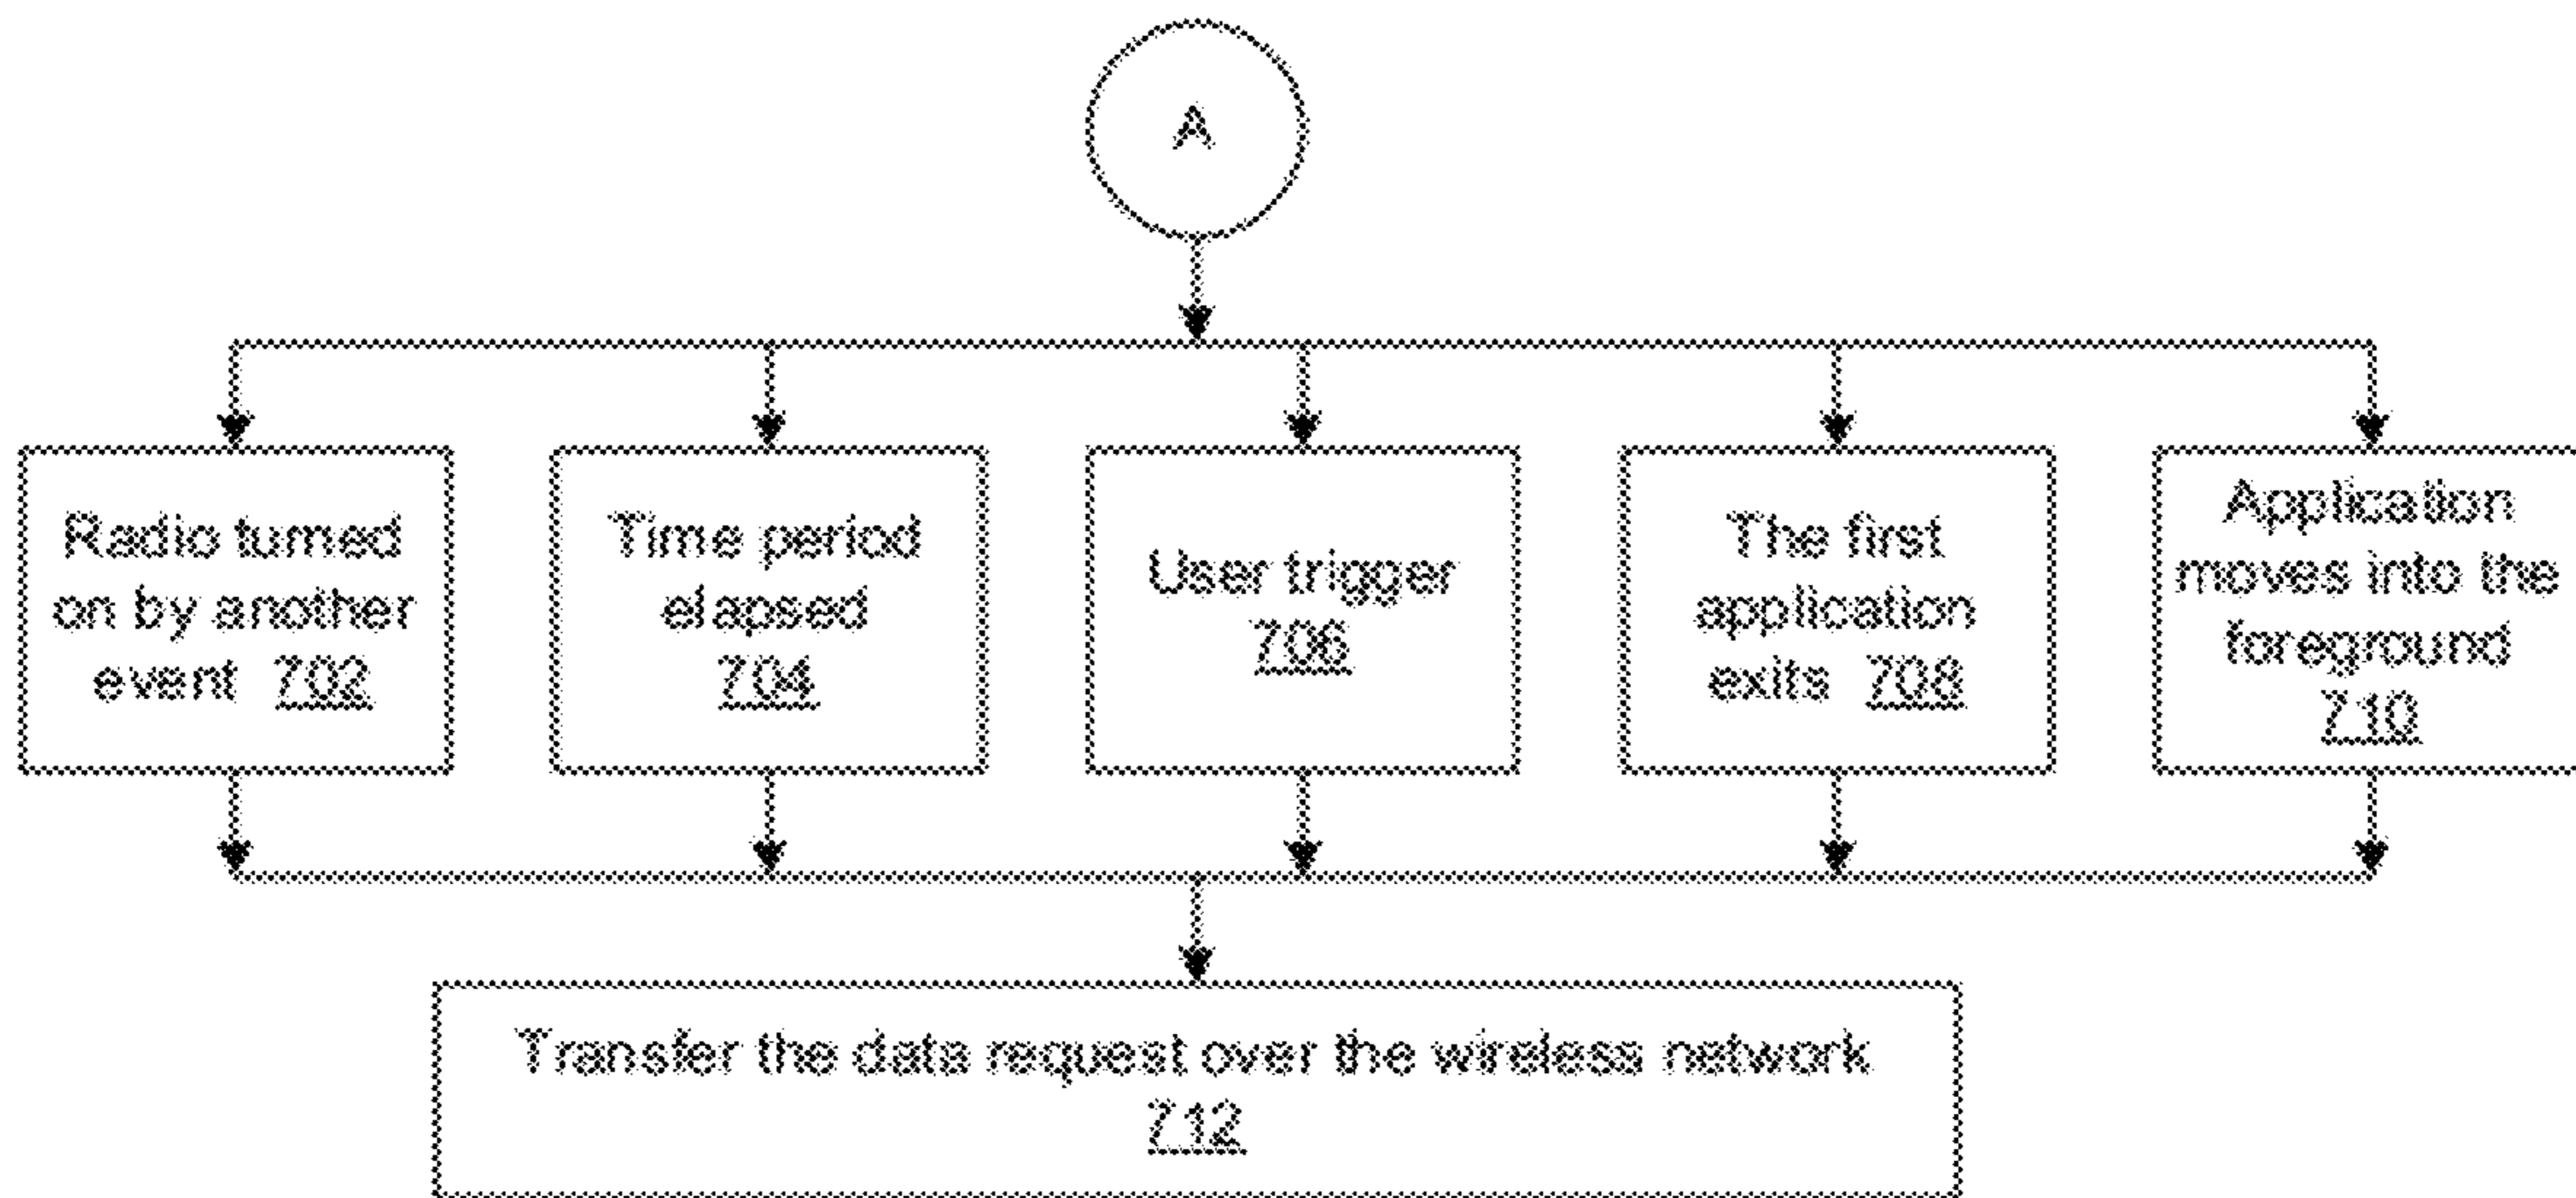 A
Radio turned
on by another
event 702
Time period
elapsed
704
User trigger
706
The first
application
exits 708
Application
moves into the
foreground
710
Transfer the data request over the wireless network
712